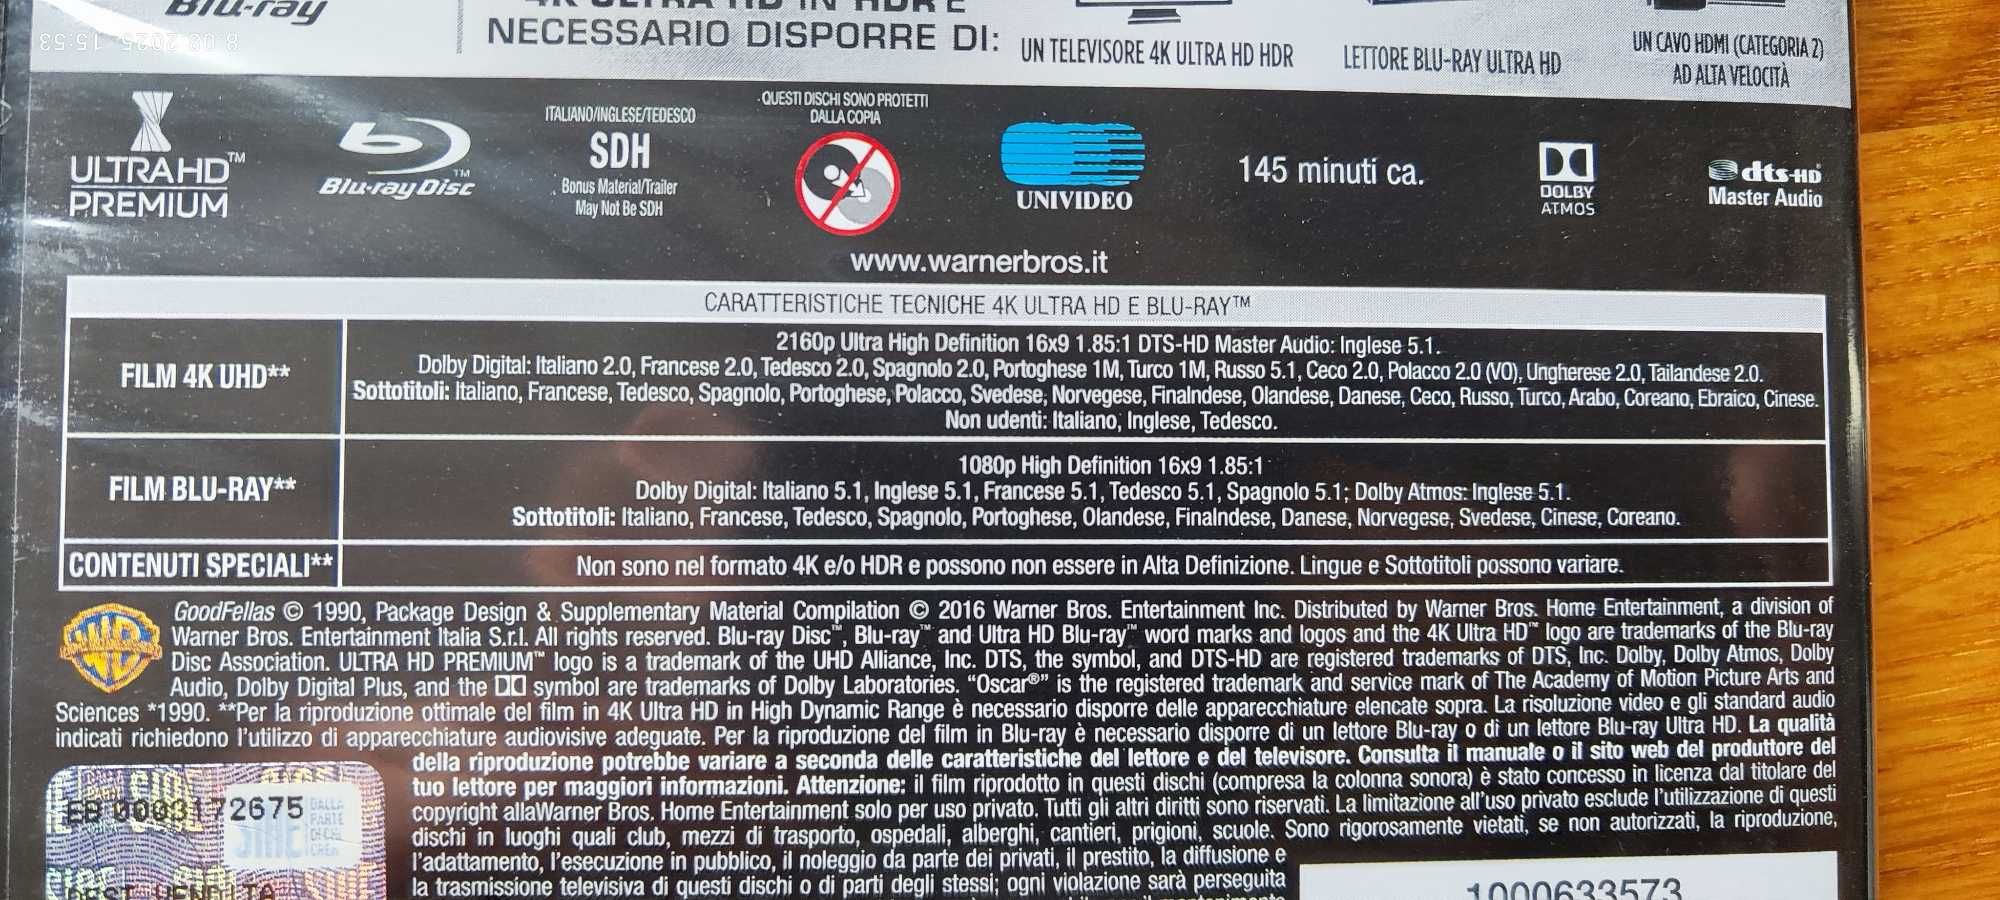 Blu-ray
4K ULTRA HD IN HDR È
NECESSARIO DISPORRE DI:
UN TELEVISORE 4K ULTRA HD HDR
LETTORE BLU-RAY ULTRA HD
UN CAVO HDMI (CATEGORIA 2)
AD ALTA VELOCITÀ
8 08 2025 15:53
ULTRA HD™
PREMIUM
Blu-ray Disc™
ITALIANO/INGLESE/TEDESCO
SDH
Bonus Material/Trailer
May Not Be SDH
QUESTI DISCHI SONO PROTETTI
DALLA COPIA
UNIVIDEO
145 minuti ca.
DOLBY
ATMOS
dts-HD
Master Audio
www.warnerbros.it
CARATTERISTICHE TECNICHE 4K ULTRA HD E BLU-RAY™
FILM 4K UHD**
2160p Ultra High Definition 16x9 1.85:1 DTS-HD Master Audio: Inglese 5.1.
Dolby Digital: Italiano 2.0, Francese 2.0, Tedesco 2.0, Spagnolo 2.0, Portoghese 1M, Turco 1M, Russo 5.1, Ceco 2.0, Polacco 2.0 (VO), Ungherese 2.0, Tailandese 2.0.
Sottotitoli: Italiano, Francese, Tedesco, Spagnolo, Portoghese, Polacco, Svedese, Norvegese, Finalndese, Olandese, Danese, Ceco, Russo, Turco, Arabo, Coreano, Ebraico, Cinese.
Non udenti: Italiano, Inglese, Tedesco.
FILM BLU-RAY**
1080p High Definition 16x9 1.85:1
Dolby Digital: Italiano 5.1, Inglese 5.1, Francese 5.1, Tedesco 5.1, Spagnolo 5.1; Dolby Atmos: Inglese 5.1.
Sottotitoli: Italiano, Francese, Tedesco, Spagnolo, Portoghese, Olandese, Finalndese, Danese, Norvegese, Svedese, Cinese, Coreano.
CONTENUTI SPECIALI**
Non sono nel formato 4K e/o HDR e possono non essere in Alta Definizione. Lingue e Sottotitoli possono variare.
WB
GoodFellas © 1990, Package Design & Supplementary Material Compilation © 2016 Warner Bros. Entertainment Inc. Distributed by Warner Bros. Home Entertainment, a division of
Warner Bros. Entertainment Italia S.r.l. All rights reserved. Blu-ray Disc™, Blu-ray™ and Ultra HD Blu-ray™ word marks and logos and the 4K Ultra HD™ logo are trademarks of the Blu-ray
Disc Association. ULTRA HD PREMIUM™ logo is a trademark of the UHD Alliance, Inc. DTS, the symbol, and DTS-HD are registered trademarks of DTS, Inc. Dolby, Dolby Atmos, Dolby
Audio, Dolby Digital Plus, and the symbol are trademarks of Dolby Laboratories. “Oscar®” is the registered trademark and service mark of The Academy of Motion Picture Arts and
Sciences *1990. **Per la riproduzione ottimale del film in 4K Ultra HD in High Dynamic Range è necessario disporre delle apparecchiature elencate sopra. La risoluzione video e gli standard audio
indicati richiedono l'utilizzo di apparecchiature audiovisive adeguate. Per la riproduzione del film in Blu-ray è necessario disporre di un lettore Blu-ray o di un lettore Blu-ray Ultra HD. La qualità
della riproduzione potrebbe variare a seconda delle caratteristiche del lettore e del televisore. Consulta il manuale o il sito web del produttore del
tuo lettore per maggiori informazioni. Attenzione: il film riprodotto in questi dischi (compresa la colonna sonora) è stato concesso in licenza dal titolare del
copyright allaWarner Bros. Home Entertainment solo per uso privato. Tutti gli altri diritti sono riservati. La limitazione all'uso privato esclude l'utilizzazione di questi
dischi in luoghi quali club, mezzi di trasporto, ospedali, alberghi, cantieri, prigioni, scuole. Sono rigorosamente vietati, se non autorizzati, la riproduzione,
l'adattamento, l'esecuzione in pubblico, il noleggio da parte dei privati, il prestito, la diffusione e
la trasmissione televisiva di questi dischi o di parti degli stessi; ogni violazione sarà perseguita
EB 0003172675
DALLA
PARTE
DI CHI
CREA
1000633573